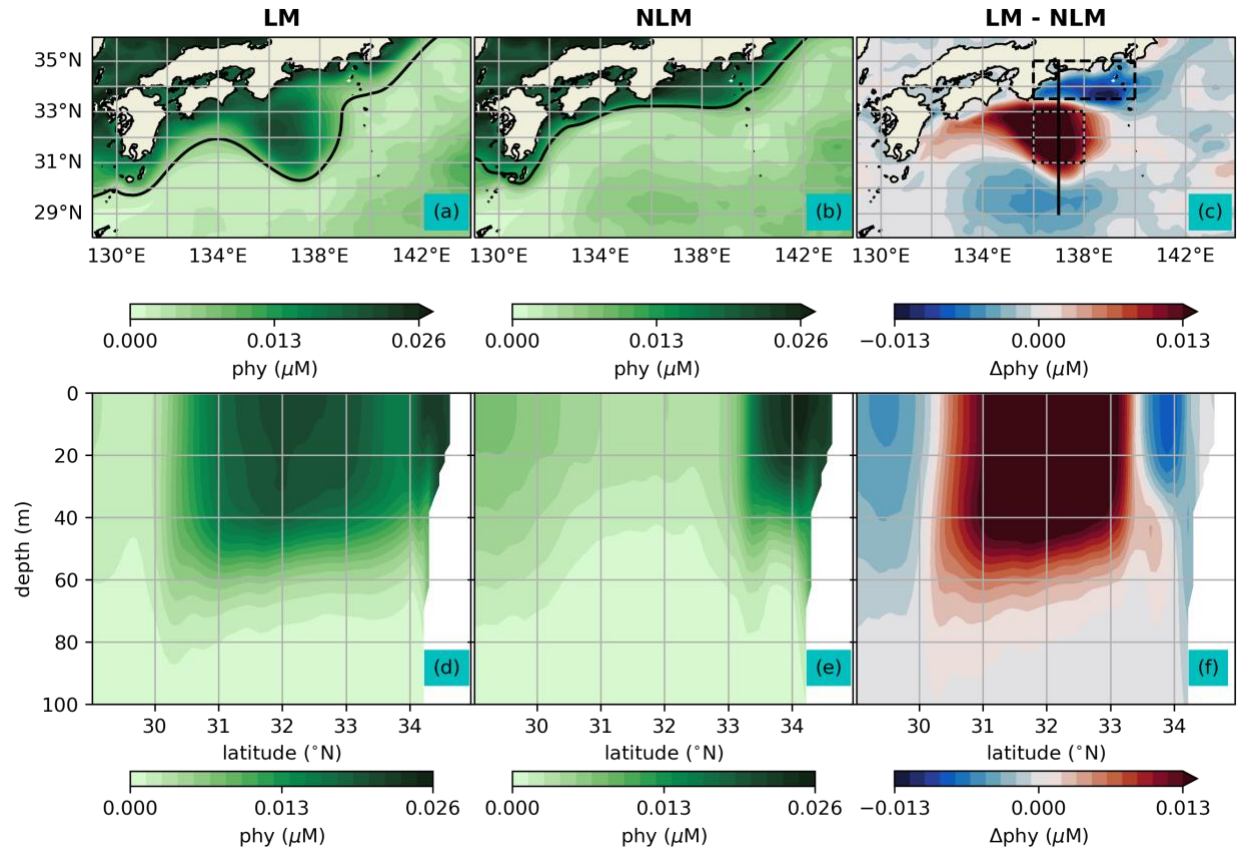 LM NLM LM - NLM
35°N
33°N
31°N
29°N
(a) (b) (c)
130°E 134°E 138°E 142°E 130°E 134°E 138°E 142°E 130°E 134°E 138°E 142°E
0.000 0.013 0.026 0.000 0.013 0.026 −0.013 0.000 0.013
phy (μM) phy (μM) Δphy (μM)
0
20
40
60
80
100
depth (m)
(d) (e) (f)
30 31 32 33 34 30 31 32 33 34 30 31 32 33 34
latitude (°N) latitude (°N) latitude (°N)
0.000 0.013 0.026 0.000 0.013 0.026 −0.013 0.000 0.013
phy (μM) phy (μM) Δphy (μM)